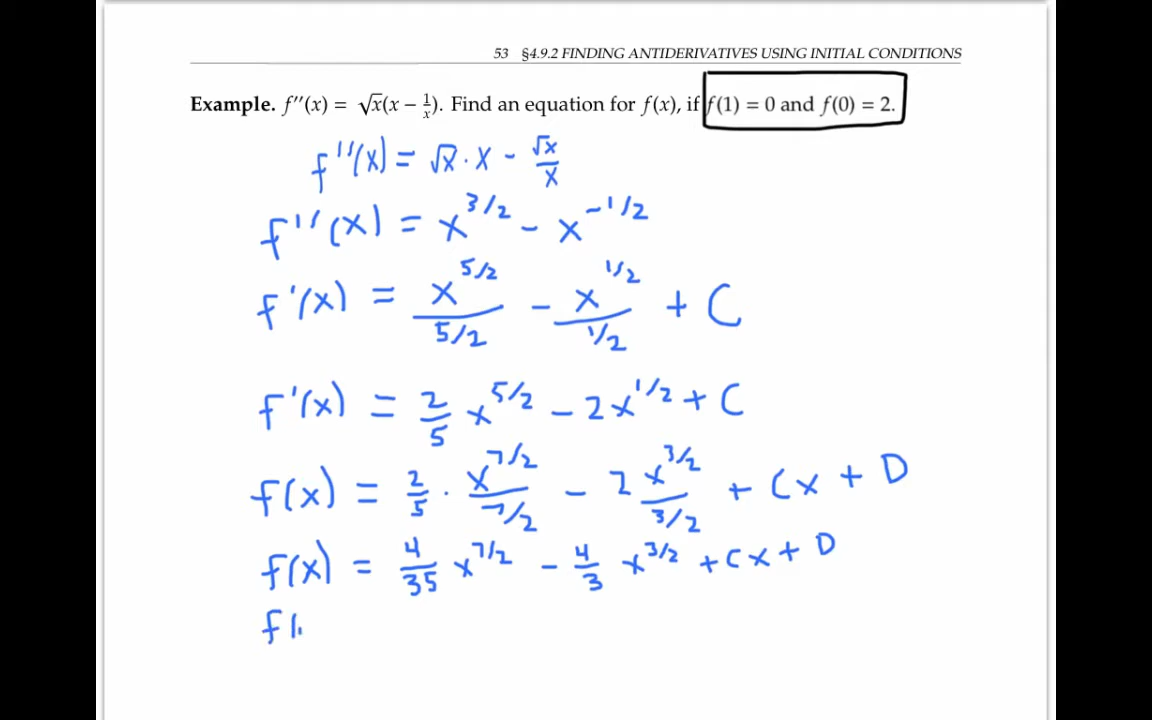 53 §4.9.2 FINDING ANTIDERIVATIVES USING INITIAL CONDITIONS
Example. f''(x) = √x(x − 1/x). Find an equation for f(x), if f(1) = 0 and f(0) = 2.
f''(x) = √x · x - √x/x
f''(x) = x^{3/2} - x^{-1/2}
f'(x) = x^{5/2}/(5/2) - x^{1/2}/(1/2) + C
f'(x) = 2/5 x^{5/2} - 2x^{1/2} + C
f(x) = 2/5 · x^{7/2}/(7/2) - 2 x^{3/2}/(3/2) + Cx + D
f(x) = 4/35 x^{7/2} - 4/3 x^{3/2} + Cx + D
f(